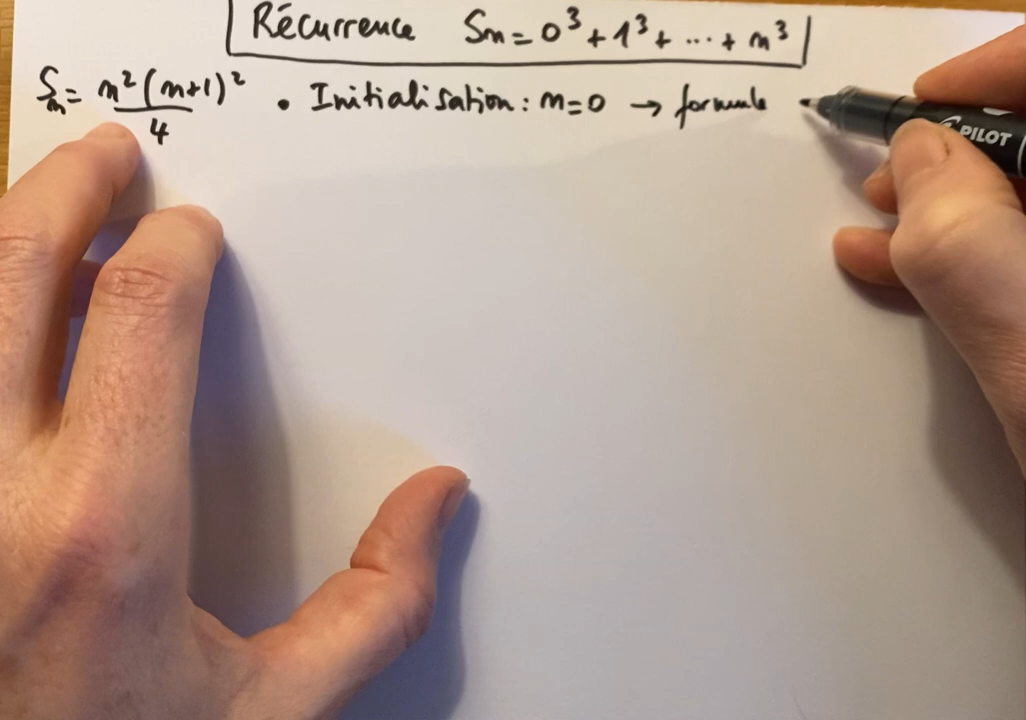 Récurrence Sn = 0³ + 1³ + ... + n³
Sn = n²(n+1)²/4 • Initialisation : n=0 → formule
PILOT